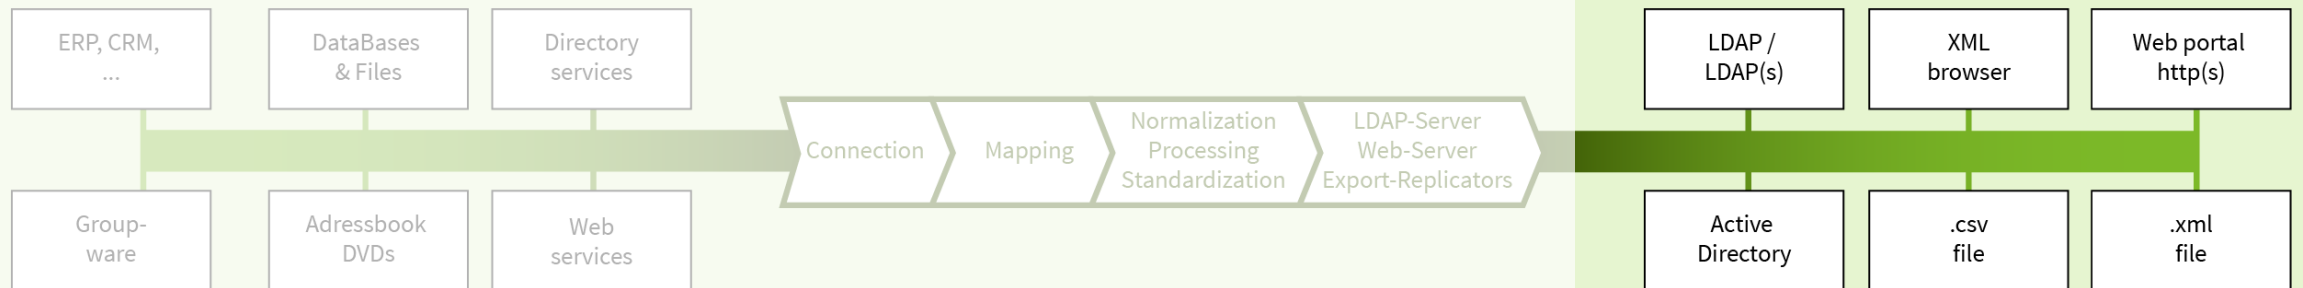 ERP, CRM,
...
DataBases
& Files
Directory
services
LDAP /
LDAP(s)
XML
browser
Web portal
http(s)
Connection
Mapping
Normalization
Processing
Standardization
LDAP-Server
Web-Server
Export-Replicators
Group-
ware
Adressbook
DVDs
Web
services
Active
Directory
.csv
file
.xml
file